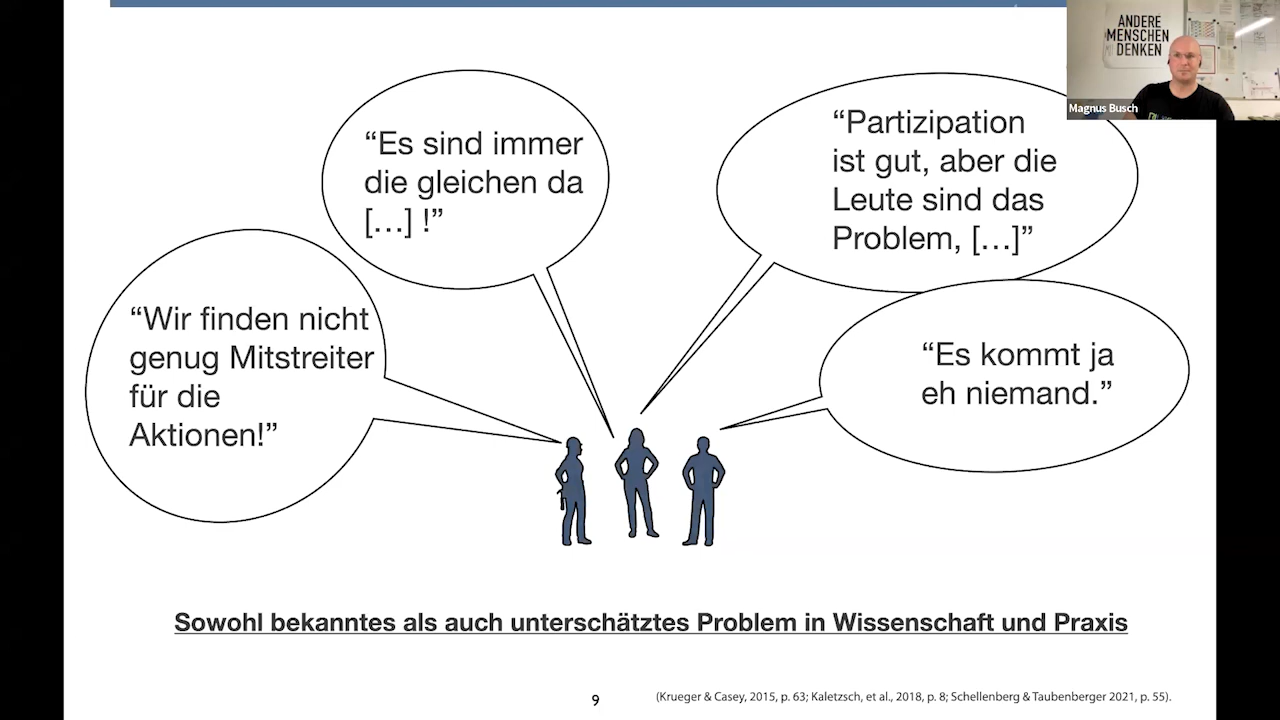 ANDERE
MENSCHEN
DENKEN
Magnus Busch
“Es sind immer
die gleichen da
[…] !”
“Partizipation
ist gut, aber die
Leute sind das
Problem, […]”
“Wir finden nicht
genug Mitstreiter
für die
Aktionen!”
“Es kommt ja
eh niemand.”
Sowohl bekanntes als auch unterschätztes Problem in Wissenschaft und Praxis
9
(Krueger & Casey, 2015, p. 63; Kaletzsch, et al., 2018, p. 8; Schellenberg & Taubenberger 2021, p. 55).